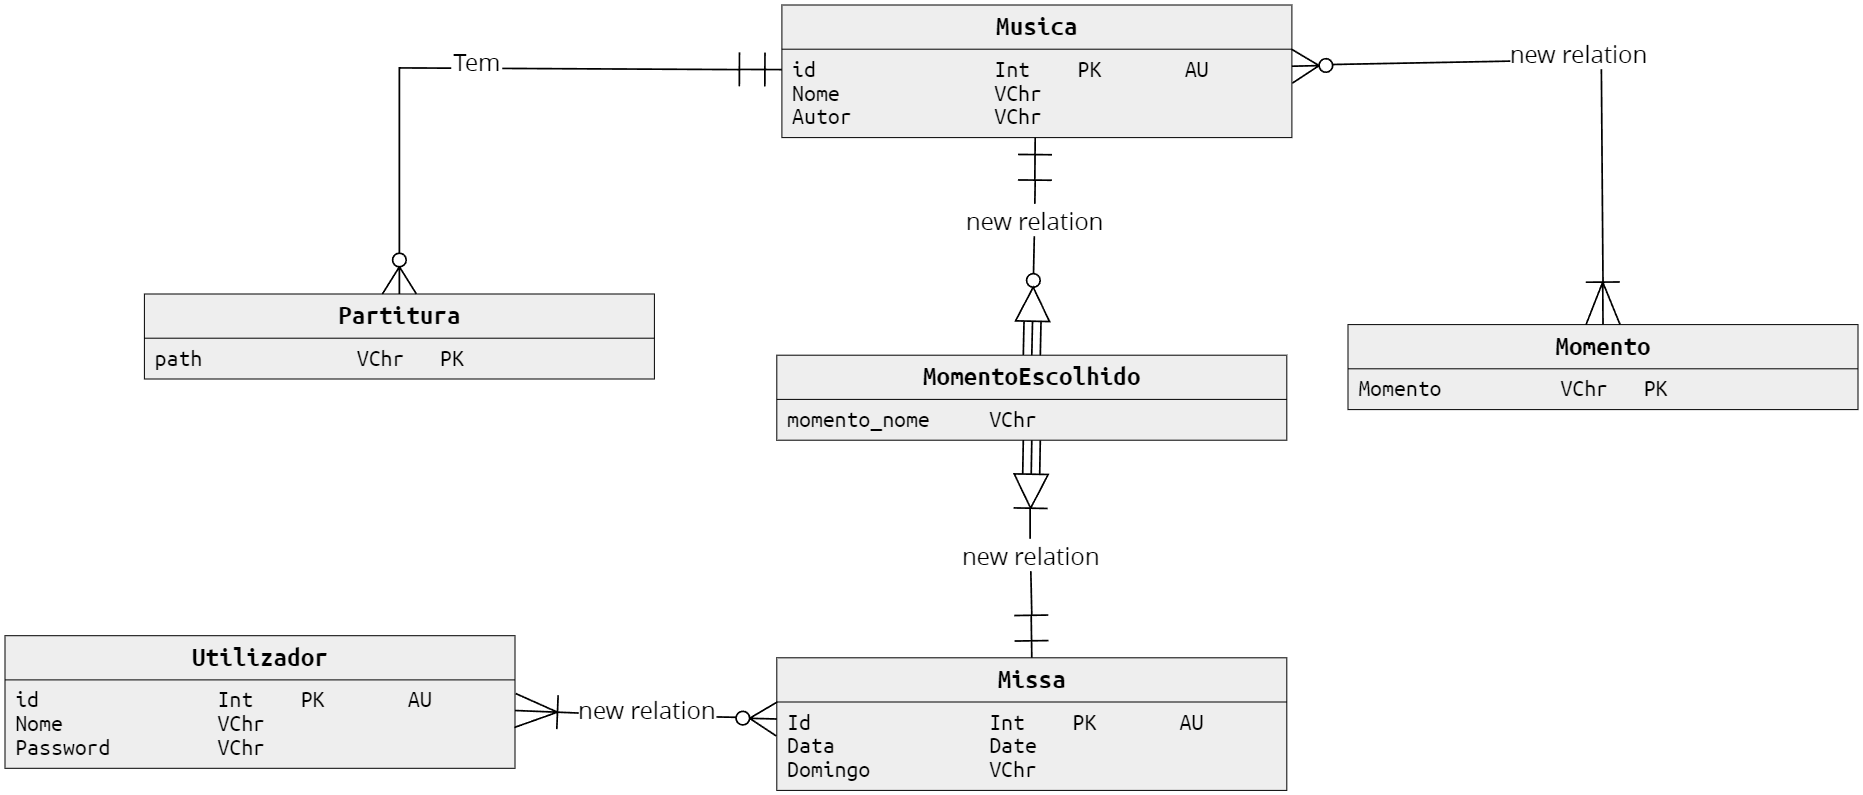 Musica
id Int PK AU
Nome VChr
Autor VChr
Tem
new relation
new relation
Partitura
path VChr PK
Momento
Momento VChr PK
MomentoEscolhido
momento_nome VChr
new relation
Utilizador
id Int PK AU
Nome VChr
Password VChr
new relation
Missa
Id Int PK AU
Data Date
Domingo VChr